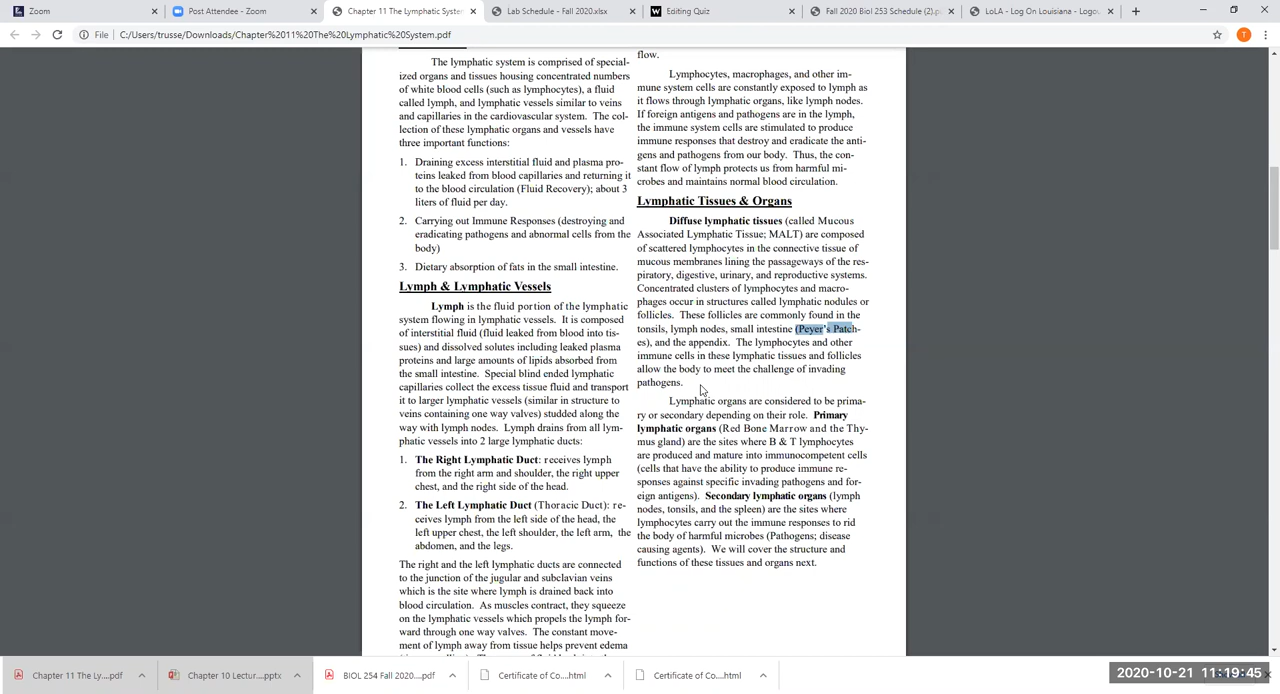 Zoom
Post Attendee - Zoom
Chapter 11 The Lymphatic Syste
Lab Schedule - Fall 2020.xlsx
Editing Quiz
Fall 2020 Biol 253 Schedule (2).p
LoLA - Log On Louisiana - Logou
File
C:/Users/trusse/Downloads/Chapter%2011%20The%20Lymphatic%20System.pdf
T
The lymphatic system is comprised of special-
ized organs and tissues housing concentrated numbers
of white blood cells (such as lymphocytes), a fluid
called lymph, and lymphatic vessels similar to veins
and capillaries in the cardiovascular system. The col-
lection of these lymphatic organs and vessels have
three important functions:
1. Draining excess interstitial fluid and plasma pro-
teins leaked from blood capillaries and returning it
to the blood circulation (Fluid Recovery); about 3
liters of fluid per day.
2. Carrying out Immune Responses (destroying and
eradicating pathogens and abnormal cells from the
body)
3. Dietary absorption of fats in the small intestine.
Lymph & Lymphatic Vessels
Lymph is the fluid portion of the lymphatic
system flowing in lymphatic vessels. It is composed
of interstitial fluid (fluid leaked from blood into tis-
sues) and dissolved solutes including leaked plasma
proteins and large amounts of lipids absorbed from
the small intestine. Special blind ended lymphatic
capillaries collect the excess tissue fluid and transport
it to larger lymphatic vessels (similar in structure to
veins containing one way valves) studded along the
way with lymph nodes. Lymph drains from all lym-
phatic vessels into 2 large lymphatic ducts:
1. The Right Lymphatic Duct: receives lymph
from the right arm and shoulder, the right upper
chest, and the right side of the head.
2. The Left Lymphatic Duct (Thoracic Duct): re-
ceives lymph from the left side of the head, the
left upper chest, the left shoulder, the left arm, the
abdomen, and the legs.
The right and the left lymphatic ducts are connected
to the junction of the jugular and subclavian veins
which is the site where lymph is drained back into
blood circulation. As muscles contract, they squeeze
on the lymphatic vessels which propels the lymph for-
ward through one way valves. The constant move-
ment of lymph away from tissue helps prevent edema
flow.
Lymphocytes, macrophages, and other im-
mune system cells are constantly exposed to lymph as
it flows through lymphatic organs, like lymph nodes.
If foreign antigens and pathogens are in the lymph,
the immune system cells are stimulated to produce
immune responses that destroy and eradicate the anti-
gens and pathogens from our body. Thus, the con-
stant flow of lymph protects us from harmful mi-
crobes and maintains normal blood circulation.
Lymphatic Tissues & Organs
Diffuse lymphatic tissues (called Mucous
Associated Lymphatic Tissue; MALT) are composed
of scattered lymphocytes in the connective tissue of
mucous membranes lining the passageways of the res-
piratory, digestive, urinary, and reproductive systems.
Concentrated clusters of lymphocytes and macro-
phages occur in structures called lymphatic nodules or
follicles. These follicles are commonly found in the
tonsils, lymph nodes, small intestine (Peyer's Patch-
es), and the appendix. The lymphocytes and other
immune cells in these lymphatic tissues and follicles
allow the body to meet the challenge of invading
pathogens.
Lymphatic organs are considered to be prima-
ry or secondary depending on their role. Primary
lymphatic organs (Red Bone Marrow and the Thy-
mus gland) are the sites where B & T lymphocytes
are produced and mature into immunocompetent cells
(cells that have the ability to produce immune re-
sponses against specific invading pathogens and for-
eign antigens). Secondary lymphatic organs (lymph
nodes, tonsils, and the spleen) are the sites where
lymphocytes carry out the immune responses to rid
the body of harmful microbes (Pathogens; disease
causing agents). We will cover the structure and
functions of these tissues and organs next.
Chapter 11 The Ly....pdf
Chapter 10 Lectur....pptx
BIOL 254 Fall 2020....pdf
Certificate of Co....html
Certificate of Co....html
2020-10-21 11:19:45